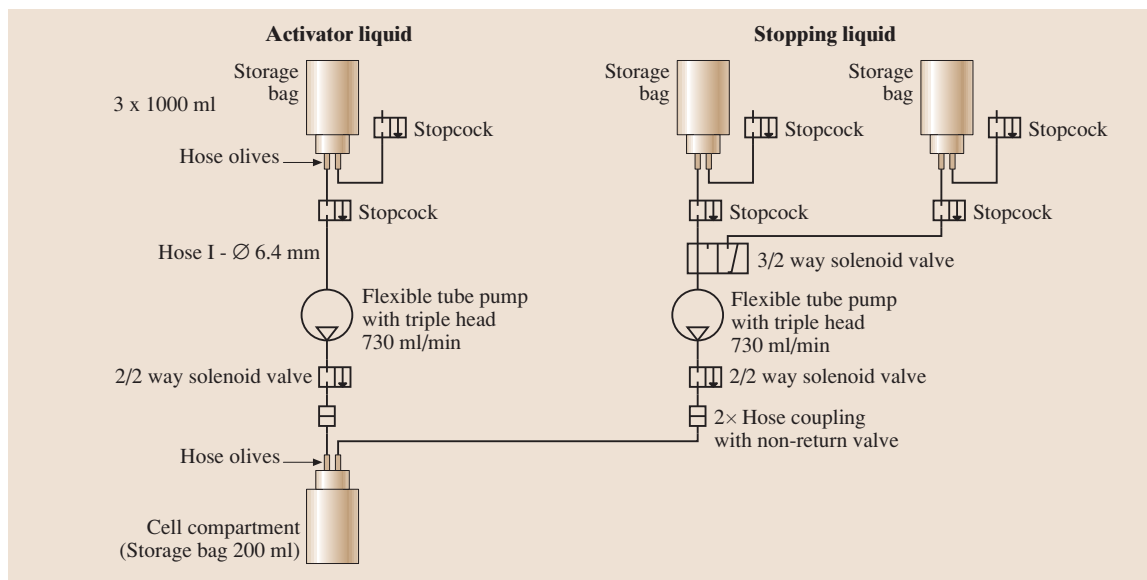 Activator liquid
Stopping liquid
Storage
bag
3 x 1000 ml
Stopcock
Hose olives
Stopcock
Hose I - ∅ 6.4 mm
Flexible tube pump
with triple head
730 ml/min
2/2 way solenoid valve
Hose olives
Cell compartment
(Storage bag 200 ml)
Storage
bag
Stopcock
Storage
bag
Stopcock
Stopcock
Stopcock
3/2 way solenoid valve
Flexible tube pump
with triple head
730 ml/min
2/2 way solenoid valve
2× Hose coupling
with non-return valve